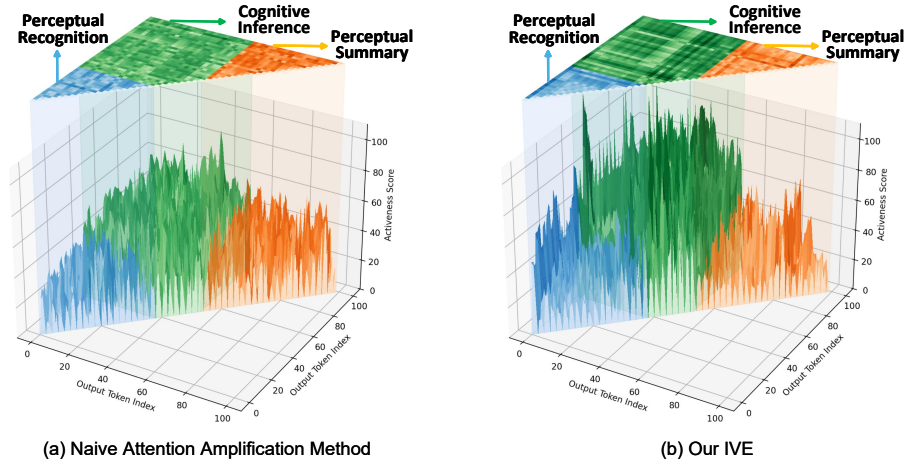 Perceptual
Recognition
Cognitive
Inference
Perceptual
Summary
100
80
60
40
20
0
Activeness Score
0
20
40
60
80
100
Output Token Index
0
20
40
60
80
100
Output Token Index
(a) Naive Attention Amplification Method
Perceptual
Recognition
Cognitive
Inference
Perceptual
Summary
100
80
60
40
20
0
Activeness Score
0
20
40
60
80
100
Output Token Index
0
20
40
60
80
100
Output Token Index
(b) Our IVE